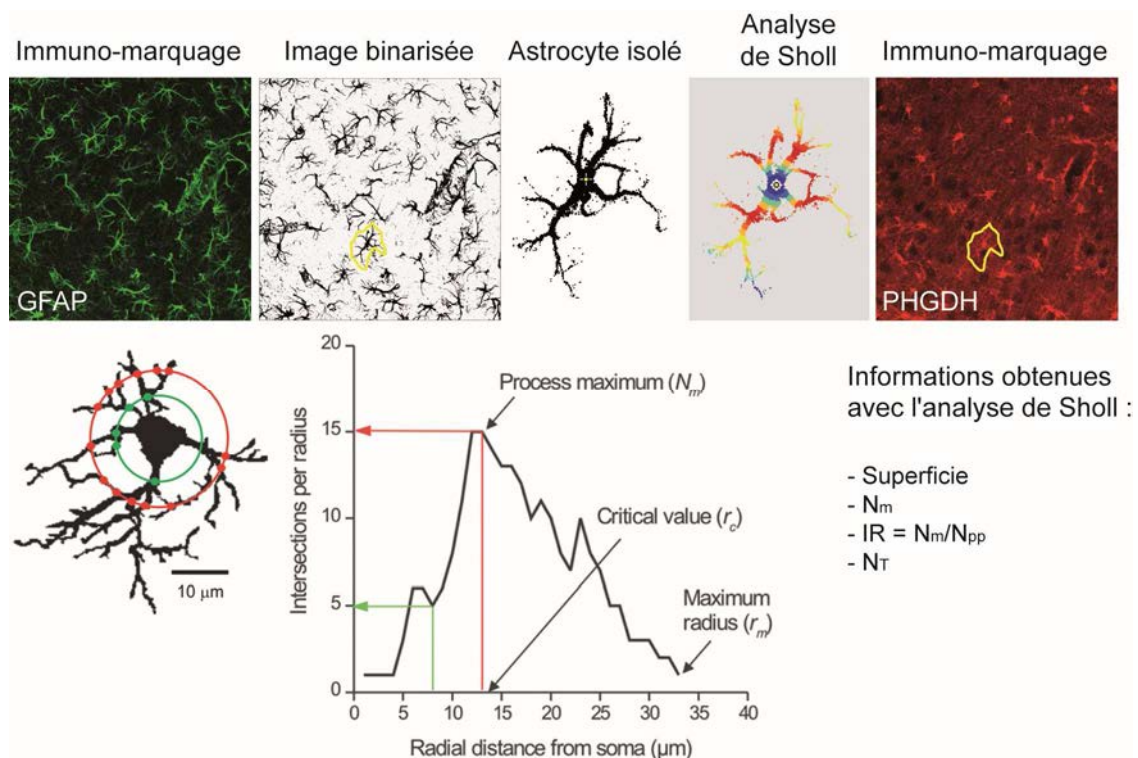 Immuno-marquage
Image binarisée
Astrocyte isolé
Analyse
de Sholl
Immuno-marquage
GFAP
PHGDH
10 µm
20
15
10
5
0
Intersections per radius
0 5 10 15 20 25 30 35 40
Radial distance from soma (µm)
Process maximum (Nm)
Critical value (rc)
Maximum
radius (rm)
Informations obtenues
avec l'analyse de Sholl :
- Superficie
- Nm
- IR = Nm/Npp
- NT